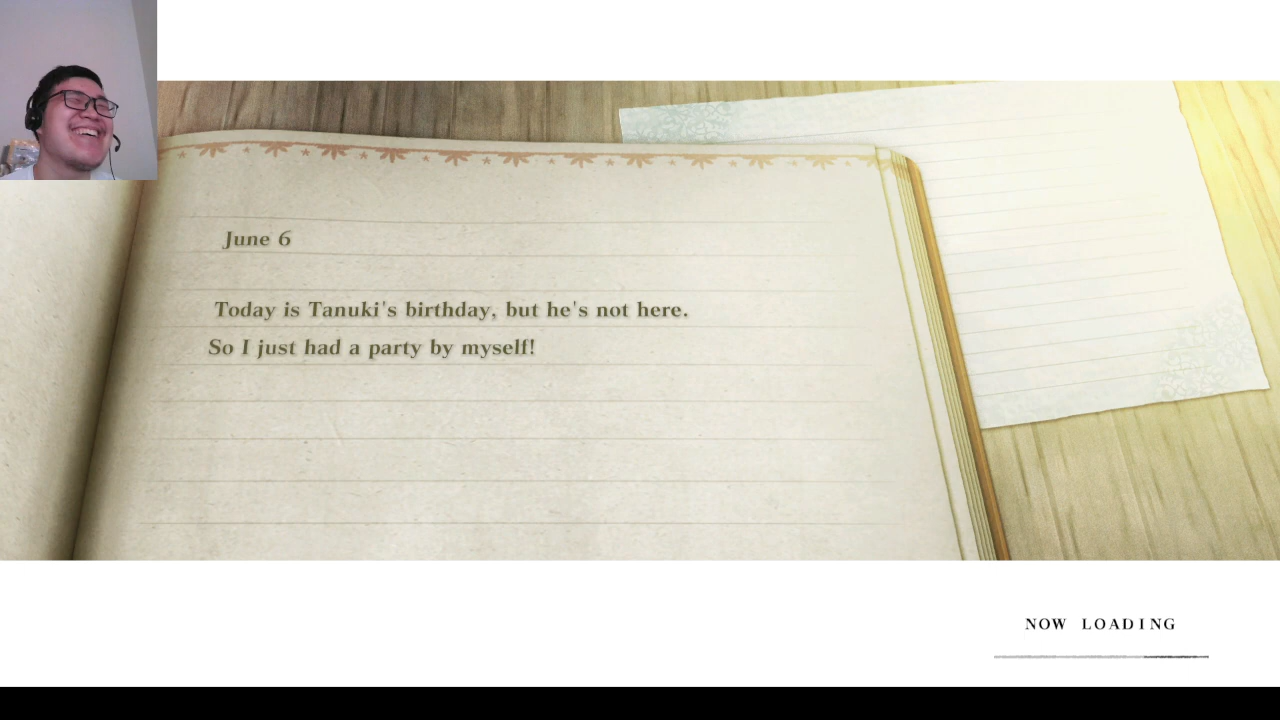 June 6
Today is Tanuki's birthday, but he's not here.
So I just had a party by myself!
NOW LOADING